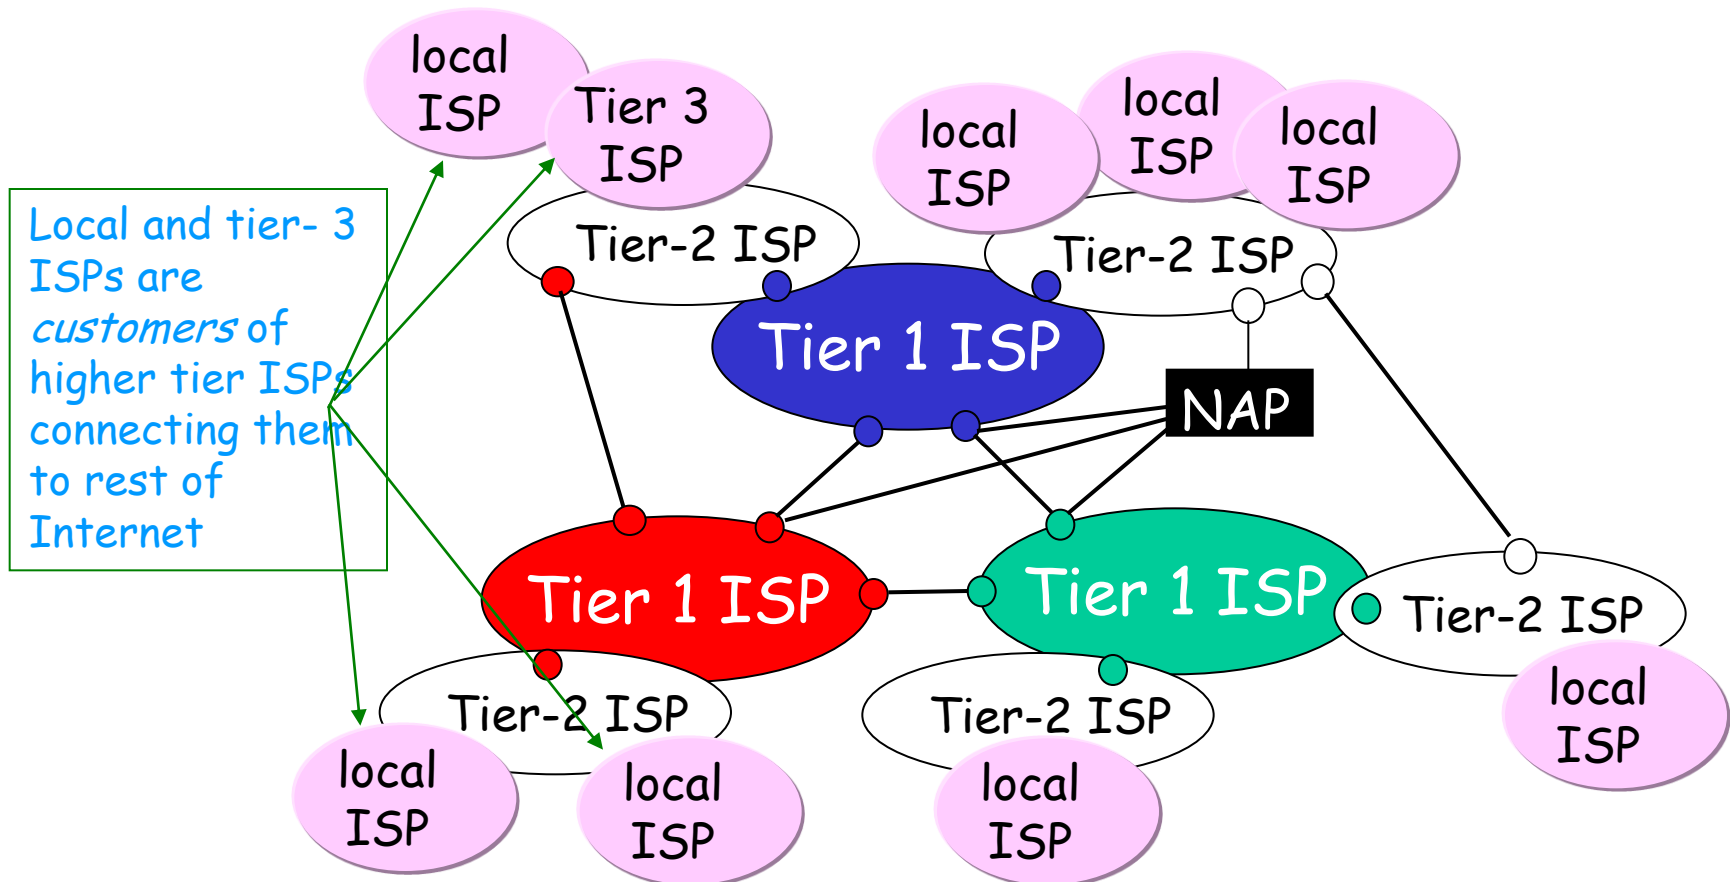 local
ISP
Tier 3
ISP
local
ISP
local
ISP
local
ISP
Local and tier- 3
ISPs are
customers of
higher tier ISPs
connecting them
to rest of
Internet
Tier-2 ISP
Tier-2 ISP
Tier 1 ISP
NAP
Tier 1 ISP
Tier 1 ISP
Tier-2 ISP
Tier-2 ISP
Tier-2 ISP
local
ISP
local
ISP
local
ISP
local
ISP